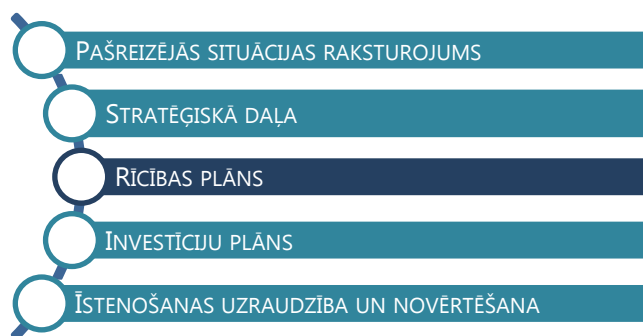 PAŠREIZĒJĀS SITUĀCIJAS RAKSTUROJUMS
STRATĒĢISKĀ DAĻA
RĪCĪBAS PLĀNS
INVESTĪCIJU PLĀNS
ĪSTENOŠANAS UZRAUDZĪBA UN NOVĒRTĒŠANA